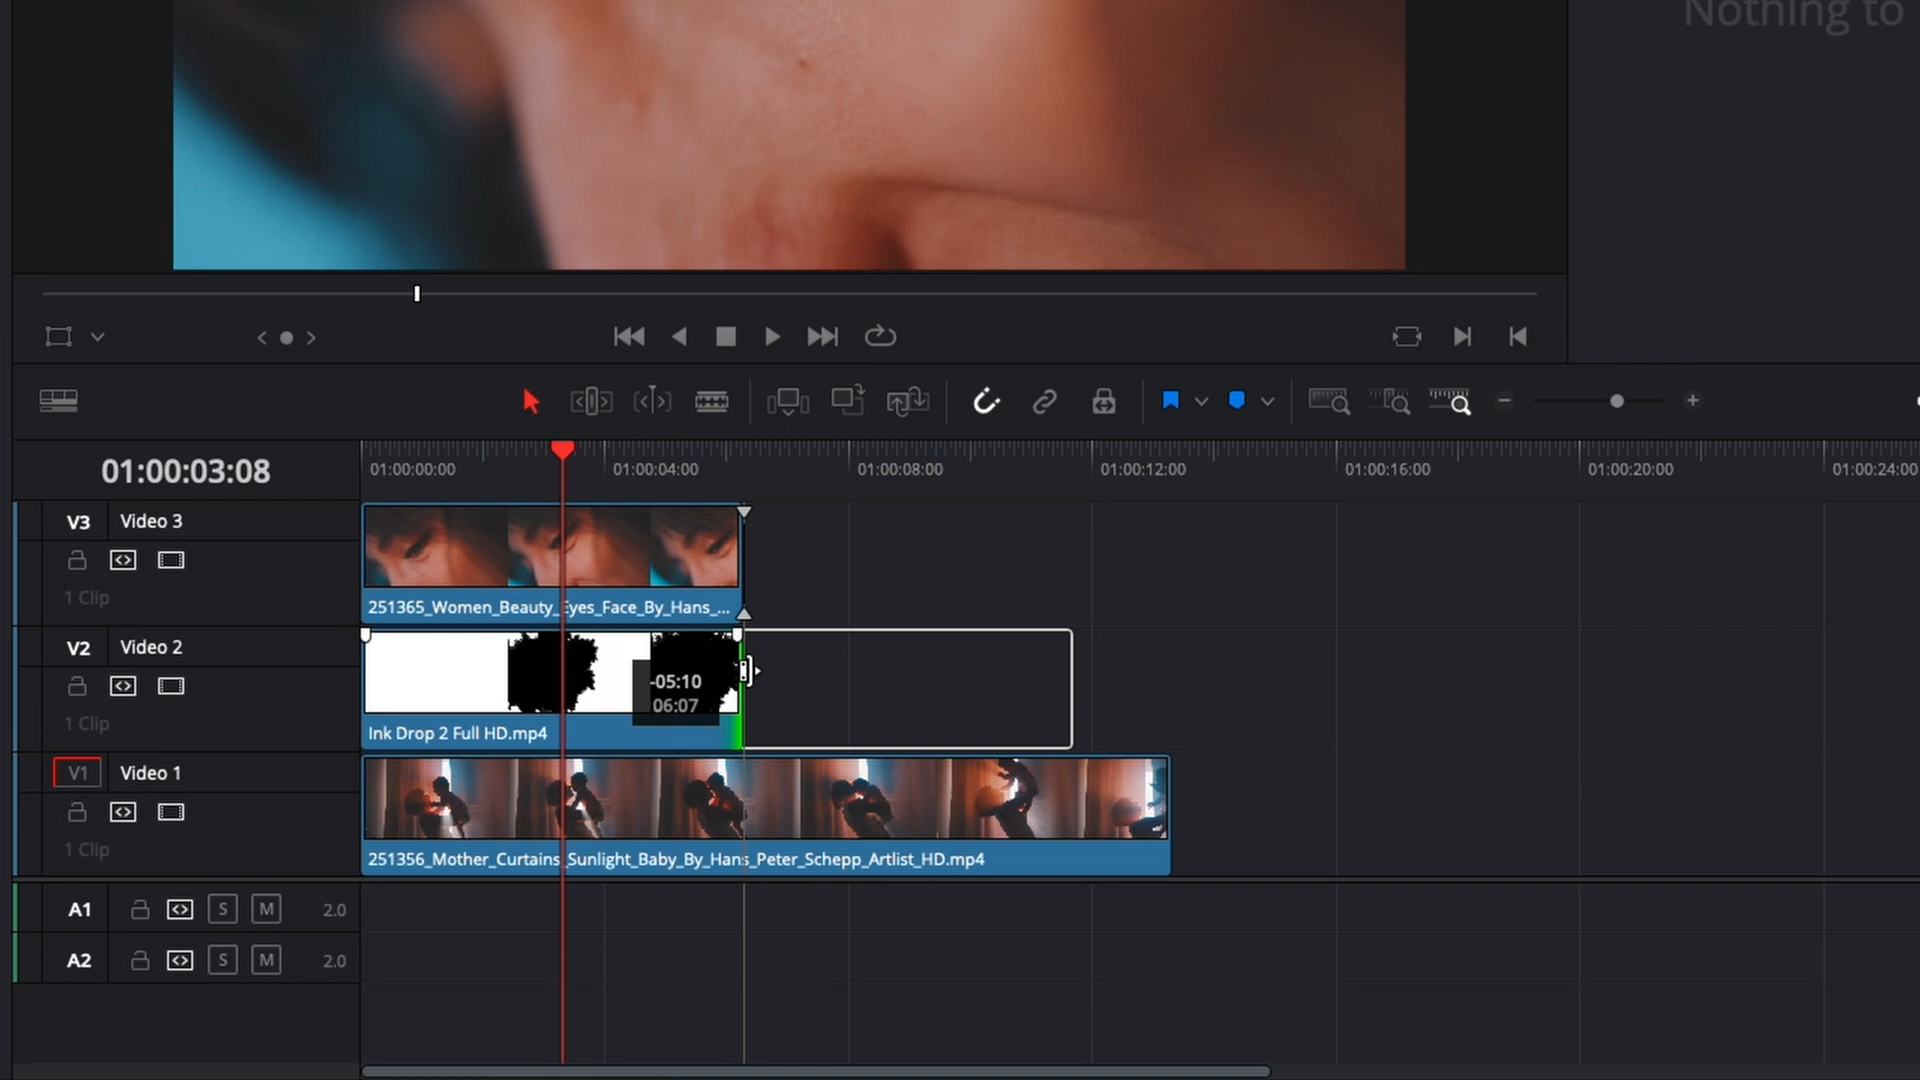 Nothing to
01:00:03:08
01:00:00:00
01:00:04:00
01:00:08:00
01:00:12:00
01:00:16:00
01:00:20:00
01:00:24:00
V3
Video 3
1 Clip
251365_Women_Beauty_Eyes_Face_By_Hans_...
V2
Video 2
1 Clip
-05:10
06:07
Ink Drop 2 Full HD.mp4
V1
Video 1
1 Clip
251356_Mother_Curtains_Sunlight_Baby_By_Hans_Peter_Schepp_Artlist_HD.mp4
A1
S
M
2.0
A2
S
M
2.0